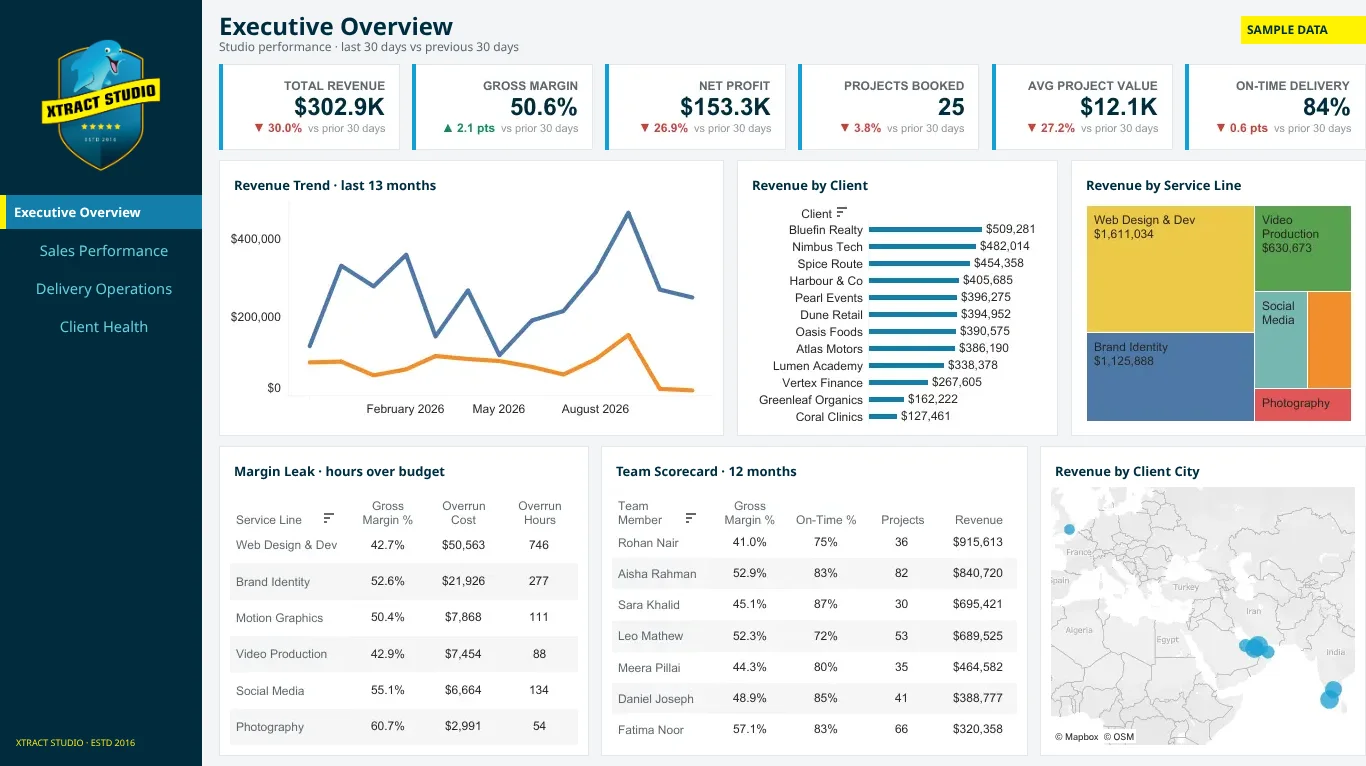 XTRACT STUDIO
ESTD 2016
Executive Overview
Sales Performance
Delivery Operations
Client Health
XTRACT STUDIO · ESTD 2016
Executive Overview
Studio performance · last 30 days vs previous 30 days
SAMPLE DATA
TOTAL REVENUE
$302.9K
▼ 30.0% vs prior 30 days
GROSS MARGIN
50.6%
▲ 2.1 pts vs prior 30 days
NET PROFIT
$153.3K
▼ 26.9% vs prior 30 days
PROJECTS BOOKED
25
▼ 3.8% vs prior 30 days
AVG PROJECT VALUE
$12.1K
▼ 27.2% vs prior 30 days
ON-TIME DELIVERY
84%
▼ 0.6 pts vs prior 30 days
Revenue Trend · last 13 months
$400,000
$200,000
$0
February 2026 May 2026 August 2026
Revenue by Client
Client
Bluefin Realty $509,281
Nimbus Tech $482,014
Spice Route $454,358
Harbour & Co $405,685
Pearl Events $396,275
Dune Retail $394,952
Oasis Foods $390,575
Atlas Motors $386,190
Lumen Academy $338,378
Vertex Finance $267,605
Greenleaf Organics $162,222
Coral Clinics $127,461
Revenue by Service Line
Web Design & Dev
$1,611,034
Brand Identity
$1,125,888
Video
Production
$630,673
Social
Media
Photography
Margin Leak · hours over budget
Service Line Gross Margin % Overrun Cost Overrun Hours
Web Design & Dev 42.7% $50,563 746
Brand Identity 52.6% $21,926 277
Motion Graphics 50.4% $7,868 111
Video Production 42.9% $7,454 88
Social Media 55.1% $6,664 134
Photography 60.7% $2,991 54
Team Scorecard · 12 months
Team Member Gross Margin % On-Time % Projects Revenue
Rohan Nair 41.0% 75% 36 $915,613
Aisha Rahman 52.9% 83% 82 $840,720
Sara Khalid 45.1% 87% 30 $695,421
Leo Mathew 52.3% 72% 53 $689,525
Meera Pillai 44.3% 80% 35 $464,582
Daniel Joseph 48.9% 85% 41 $388,777
Fatima Noor 57.1% 83% 66 $320,358
Revenue by Client City
France
Spain
Turkey
Iran
Algeria
Egypt
India
© Mapbox © OSM